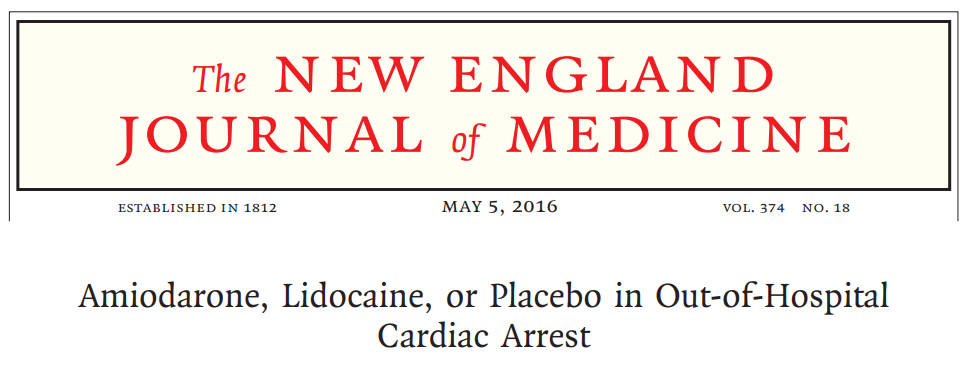 The NEW ENGLAND
JOURNAL of MEDICINE
ESTABLISHED IN 1812 MAY 5, 2016 VOL. 374 NO. 18
Amiodarone, Lidocaine, or Placebo in Out-of-Hospital
Cardiac Arrest